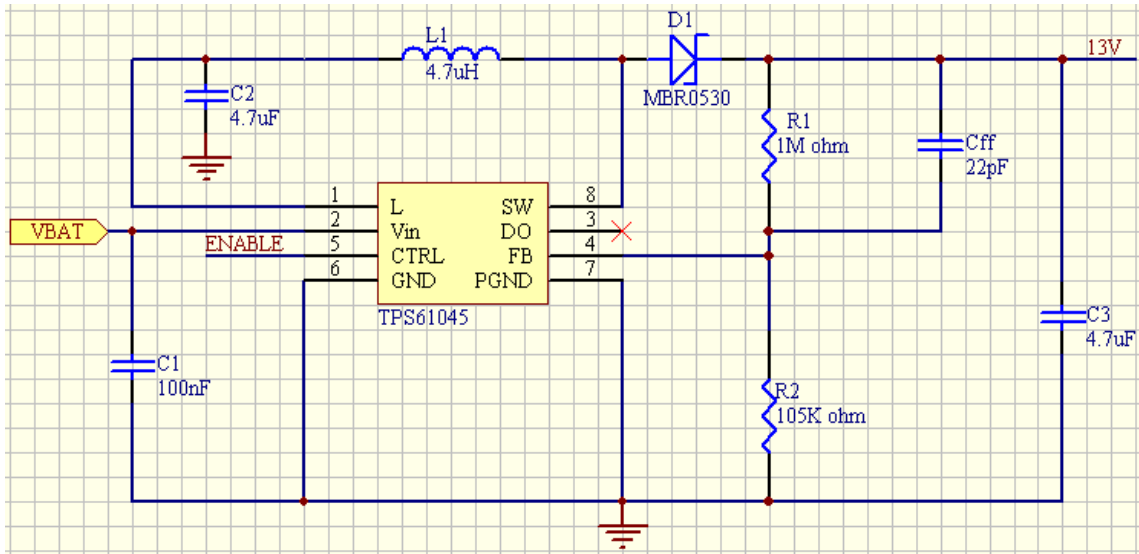 D1
L1
13V
4.7uH
MBR0530
C2
4.7uF
R1
1M ohm
Cff
22pF
1
L
SW
8
VBAT
2
Vin
DO
3
ENABLE
5
CTRL
FB
4
6
GND
PGND
7
TPS61045
C3
4.7uF
C1
100nF
R2
105K ohm